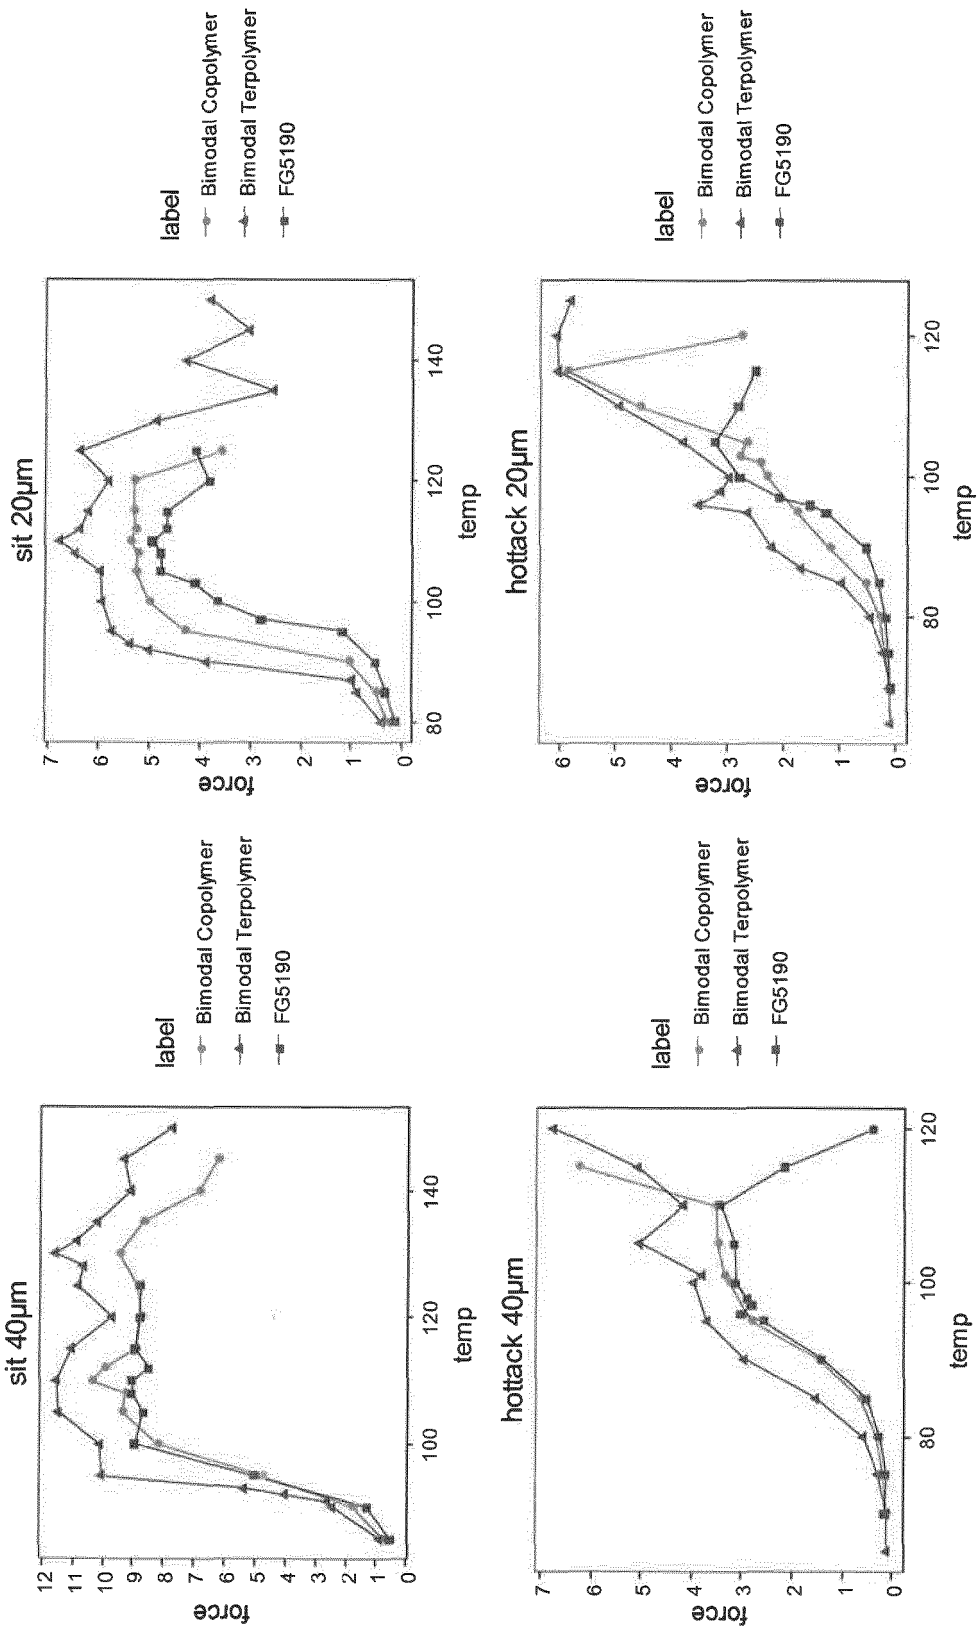 sit 40µm
12
11
10
9
8
7
6
5
4
3
2
1
0
force
100
120
140
temp
label
Bimodal Copolymer
Bimodal Terpolymer
FG5190
sit 20µm
7
6
5
4
3
2
1
0
force
80
100
120
140
temp
label
Bimodal Copolymer
Bimodal Terpolymer
FG5190
hottack 40µm
7
6
5
4
3
2
1
0
force
80
100
120
temp
label
Bimodal Copolymer
Bimodal Terpolymer
FG5190
hottack 20µm
6
5
4
3
2
1
0
force
80
100
120
temp
label
Bimodal Copolymer
Bimodal Terpolymer
FG5190